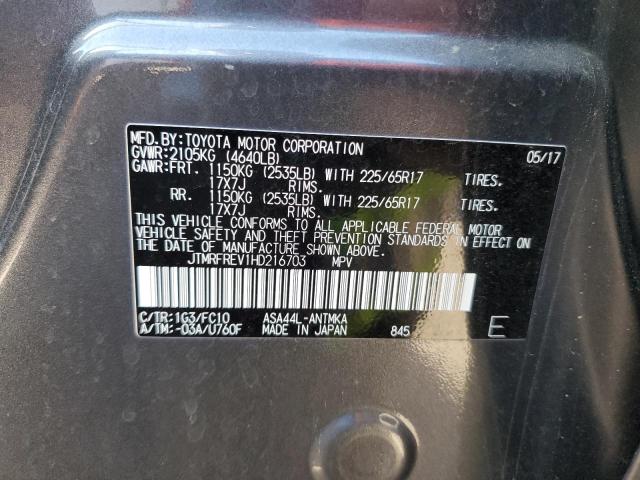 MFD. BY: TOYOTA MOTOR CORPORATION 05/17
GVWR: 2105KG (4640LB)
GAWR: FRT. 1150KG (2535LB) WITH 225/65R17 TIRES.
17X7J RIMS.
RR. 1150KG (2535LB) WITH 225/65R17 TIRES.
17X7J RIMS.
THIS VEHICLE CONFORMS TO ALL APPLICABLE FEDERAL MOTOR
VEHICLE SAFETY AND THEFT PREVENTION STANDARDS IN EFFECT ON
THE DATE OF MANUFACTURE SHOWN ABOVE.
JTMRFREV1HD216703 MPV
C/TR: 1G3/FC10 ASA44L-ANTMKA
A/TM: -03A/U760F MADE IN JAPAN 845 E